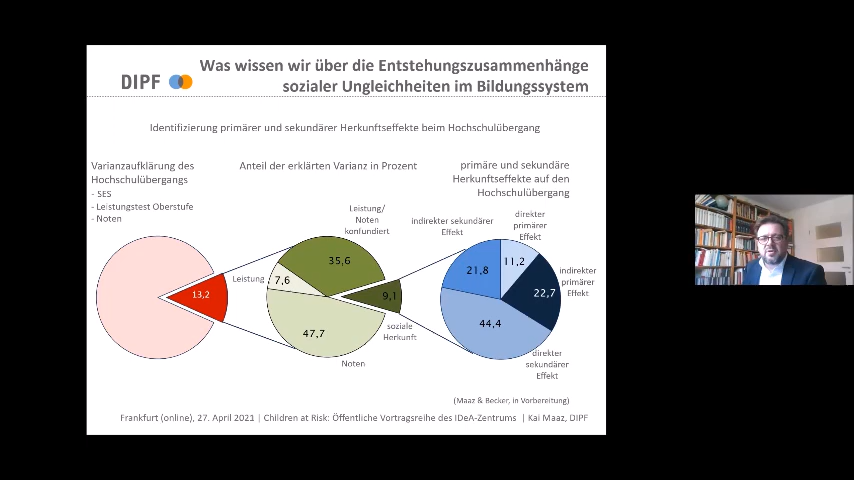 Was wissen wir über die Entstehungszusammenhänge
sozialer Ungleichheiten im Bildungssystem
DIPF
Identifizierung primärer und sekundärer Herkunftseffekte beim Hochschulübergang
Varianzaufklärung des
Hochschulübergangs
- SES
- Leistungstest Oberstufe
- Noten
13,2
Anteil der erklärten Varianz in Prozent
Leistung/
Noten
konfundiert
35,6
Leistung
7,6
9,1
soziale
Herkunft
47,7
Noten
primäre und sekundäre
Herkunftseffekte auf den
Hochschulübergang
indirekter sekundärer
Effekt
direkter
primärer
Effekt
11,2
21,8
indirekter
primärer
Effekt
22,7
44,4
direkter
sekundärer
Effekt
(Maaz & Becker, in Vorbereitung)
Frankfurt (online), 27. April 2021 | Children at Risk: Öffentliche Vortragsreihe des IDeA-Zentrums | Kai Maaz, DIPF